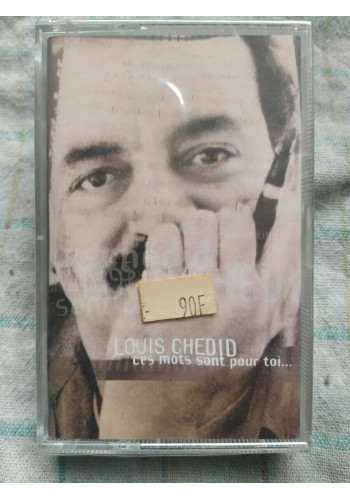 - 90F
LOUIS CHEDID
ces mots sont pour toi...